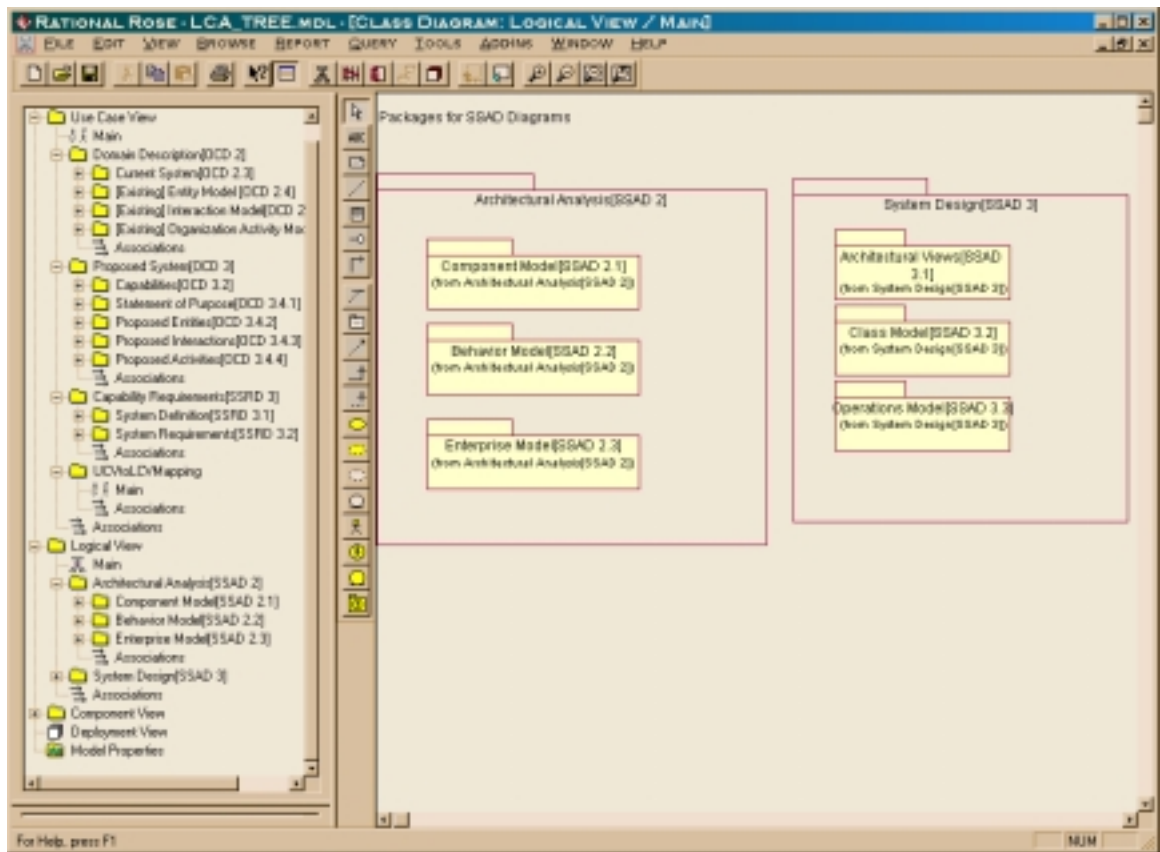 RATIONAL ROSE - LCA_TREE.MDL - [CLASS DIAGRAM: LOGICAL VIEW / MAIN]
FILE EDIT VIEW BROWSE REPORT QUERY TOOLS ADDINS WINDOW HELP
Use Case View
Main
Domain Description[OCD 2]
Current System[OCD 2.3]
[Existing] Entity Model [OCD 2.4]
[Existing] Interaction Model[OCD 2
[Existing] Organization Activity Mo
Associations
Proposed System[OCD 3]
Capabilities[OCD 3.2]
Statement of Purpose[OCD 3.4.1]
Proposed Entities[OCD 3.4.2]
Proposed Interactions[OCD 3.4.3]
Proposed Activities[OCD 3.4.4]
Associations
Capability Requirements[SSRD 3]
System Definition[SSRD 3.1]
System Requirements[SSRD 3.2]
Associations
UCVtoLCVMapping
Main
Associations
Associations
Logical View
Main
Architectural Analysis[SSAD 2]
Component Model[SSAD 2.1]
Behavior Model[SSAD 2.2]
Enterprise Model[SSAD 2.3]
Associations
System Design[SSAD 3]
Associations
Component View
Deployment View
Model Properties
ABC
Packages for SSAD Diagrams
Architectural Analysis[SSAD 2]
Component Model[SSAD 2.1]
(from Architectural Analysis[SSAD 2])
Behavior Model[SSAD 2.2]
(from Architectural Analysis[SSAD 2])
Enterprise Model[SSAD 2.3]
(from Architectural Analysis[SSAD 2])
System Design[SSAD 3]
Architectural Views[SSAD
3.1]
(from System Design[SSAD 3])
Class Model[SSAD 3.2]
(from System Design[SSAD 3])
Operations Model[SSAD 3.3]
(from System Design[SSAD 3])
For Help, press F1
NUM